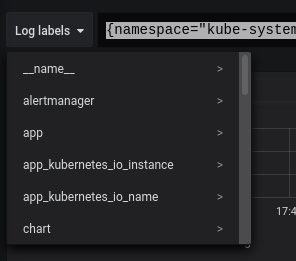 Log labels {namespace="kube-system
__name__ >
alertmanager >
app >
app_kubernetes_io_instance >
app_kubernetes_io_name >
chart >
17:4